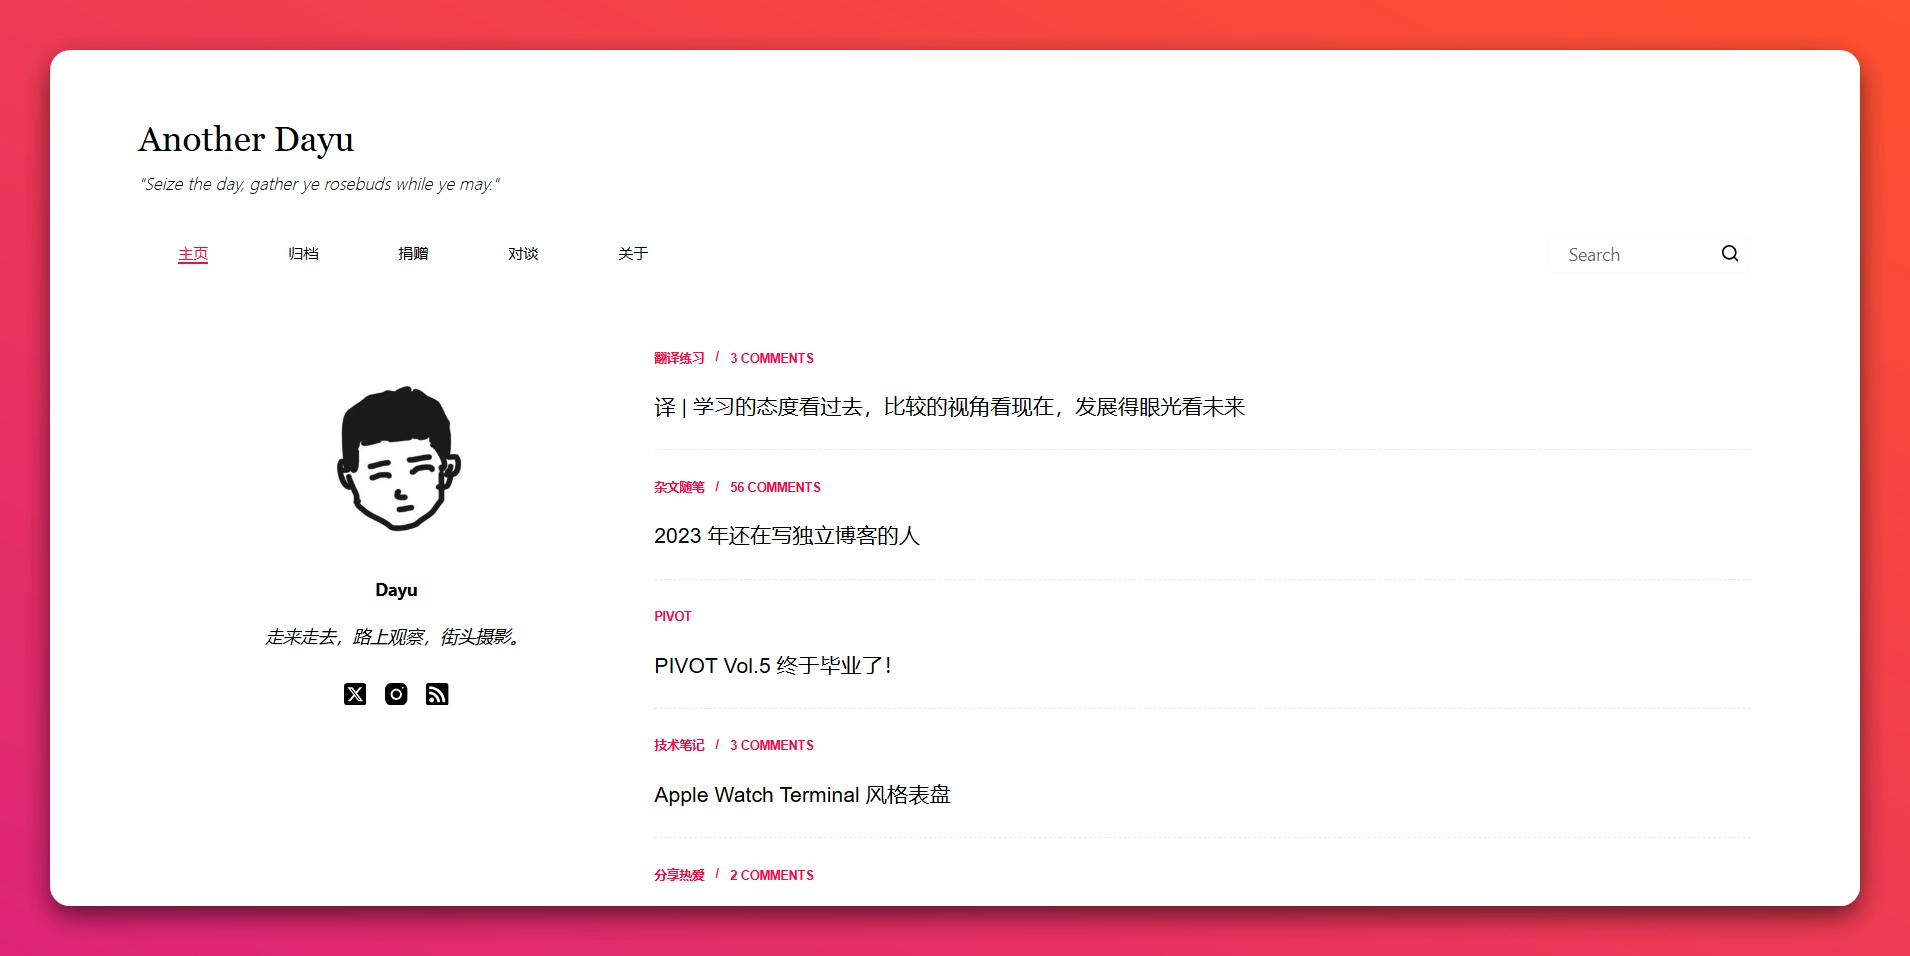 Another Dayu
"Seize the day, gather ye rosebuds while ye may."
主页 归档 捐赠 对谈 关于 Search
翻译练习 / 3 COMMENTS
译 | 学习的态度看过去，比较的视角看现在，发展得眼光看未来
杂文随笔 / 56 COMMENTS
2023 年还在写独立博客的人
Dayu
走来走去，路上观察，街头摄影。
PIVOT
PIVOT Vol.5 终于毕业了！
技术笔记 / 3 COMMENTS
Apple Watch Terminal 风格表盘
分享热爱 / 2 COMMENTS